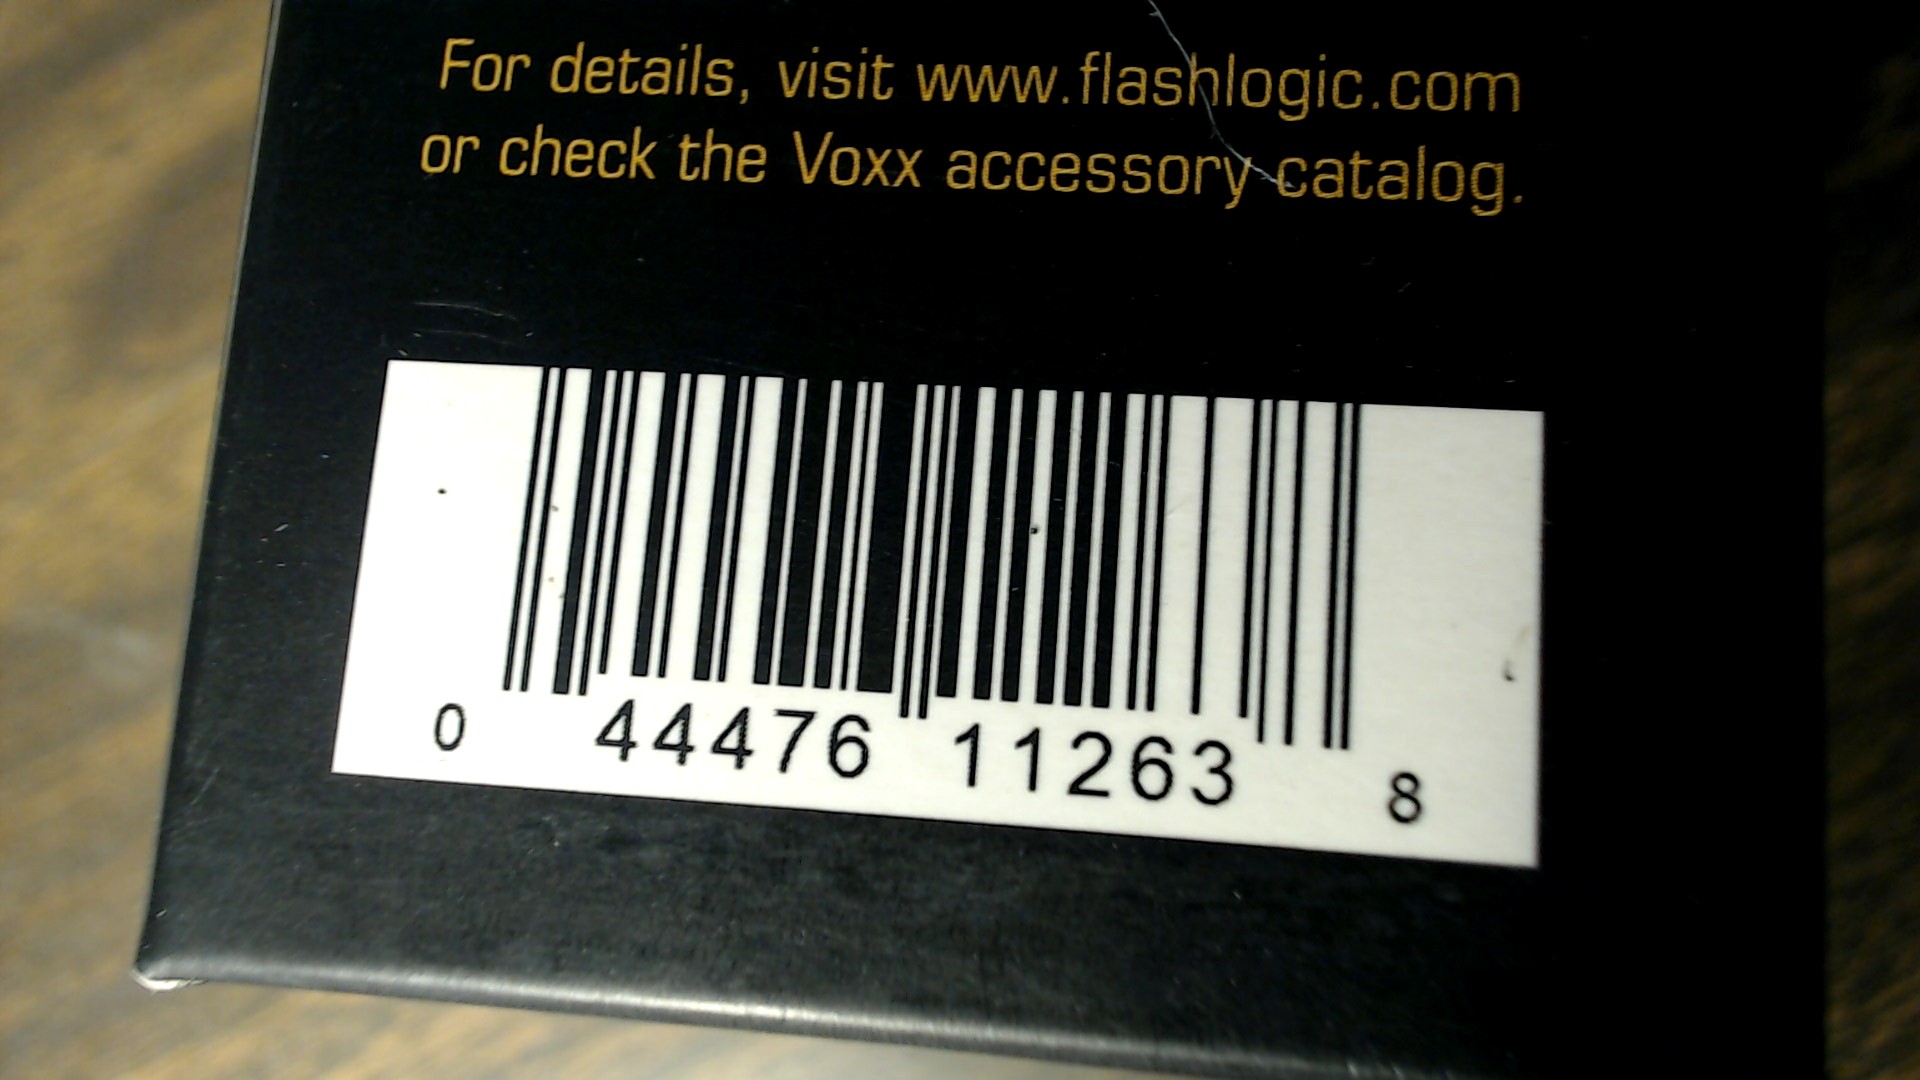 For details, visit www.flashlogic.com
or check the Voxx accessory catalog.
0 44476 11263 8